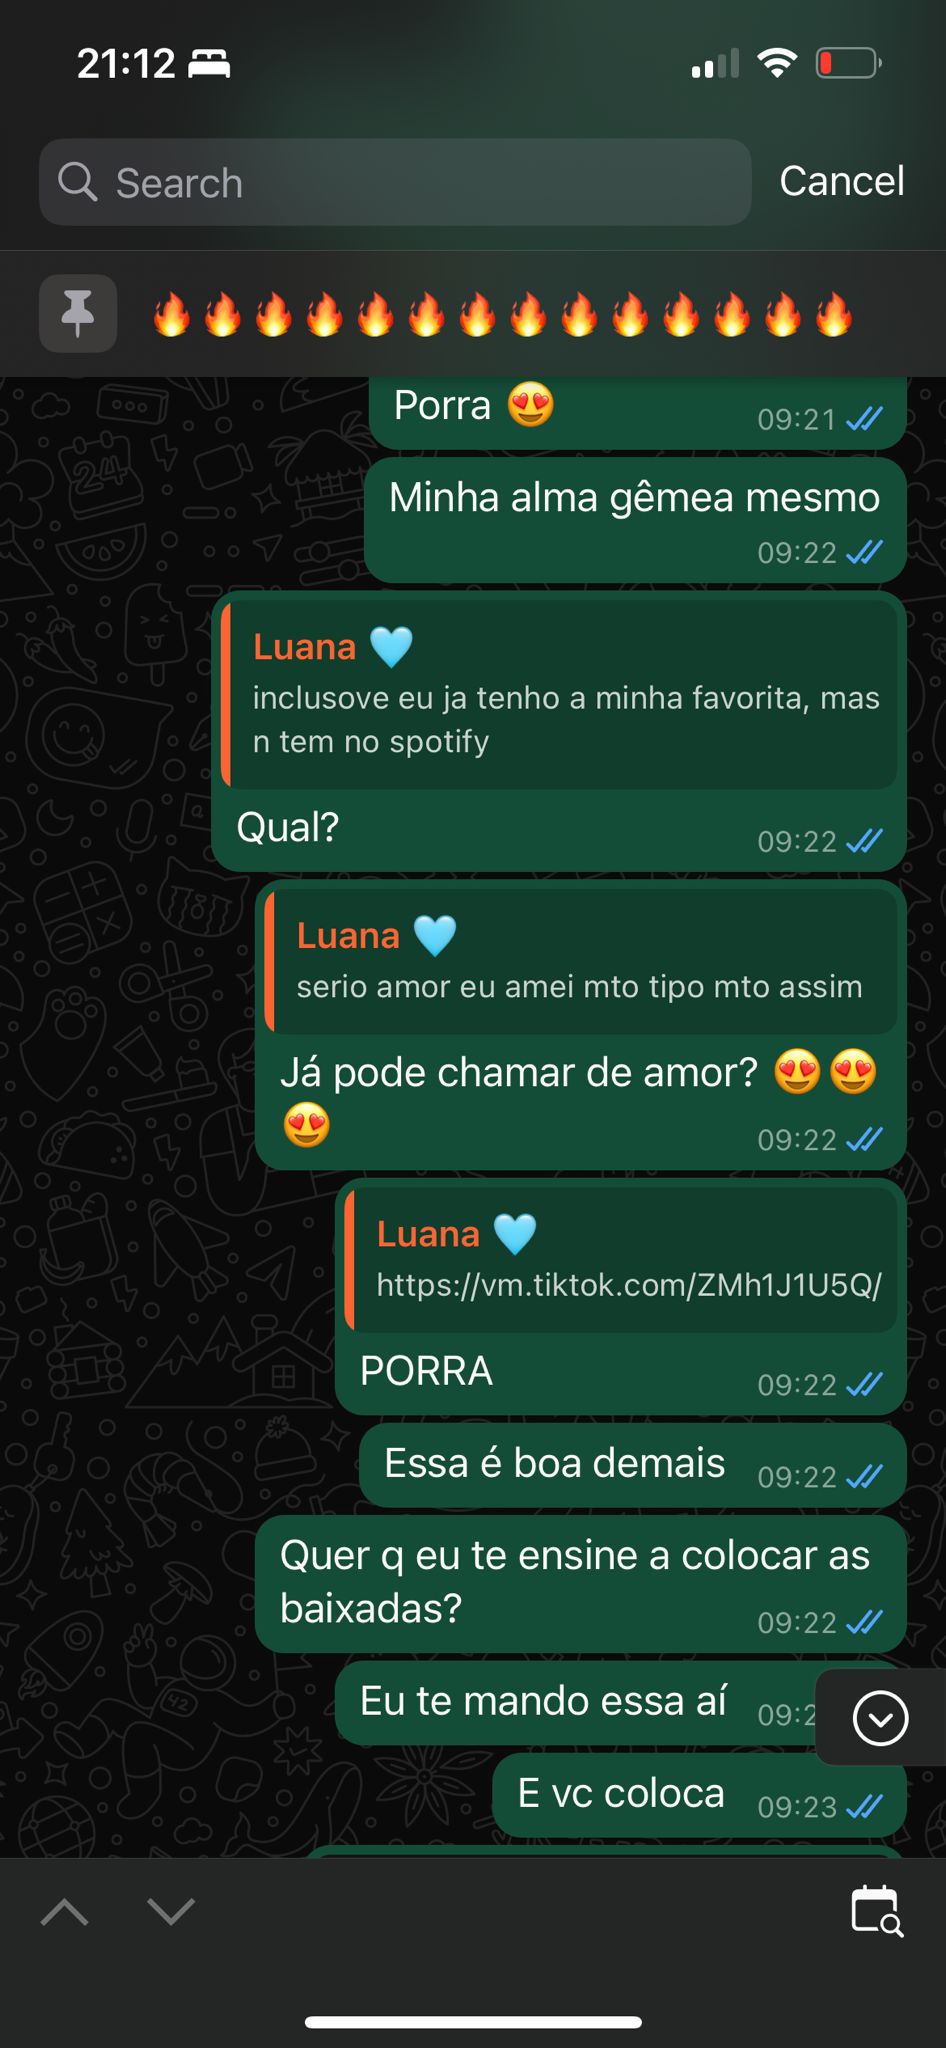 21:12
Search
Cancel
Porra 😍
09:21
Minha alma gêmea mesmo
09:22
Luana 🩵
inclusove eu ja tenho a minha favorita, mas
n tem no spotify
Qual?
09:22
Luana 🩵
serio amor eu amei mto tipo mto assim
Já pode chamar de amor? 😍😍
😍
09:22
Luana 🩵
https://vm.tiktok.com/ZMh1J1U5Q/
PORRA
09:22
Essa é boa demais
09:22
Quer q eu te ensine a colocar as
baixadas?
09:22
Eu te mando essa aí
E vc coloca
09:23